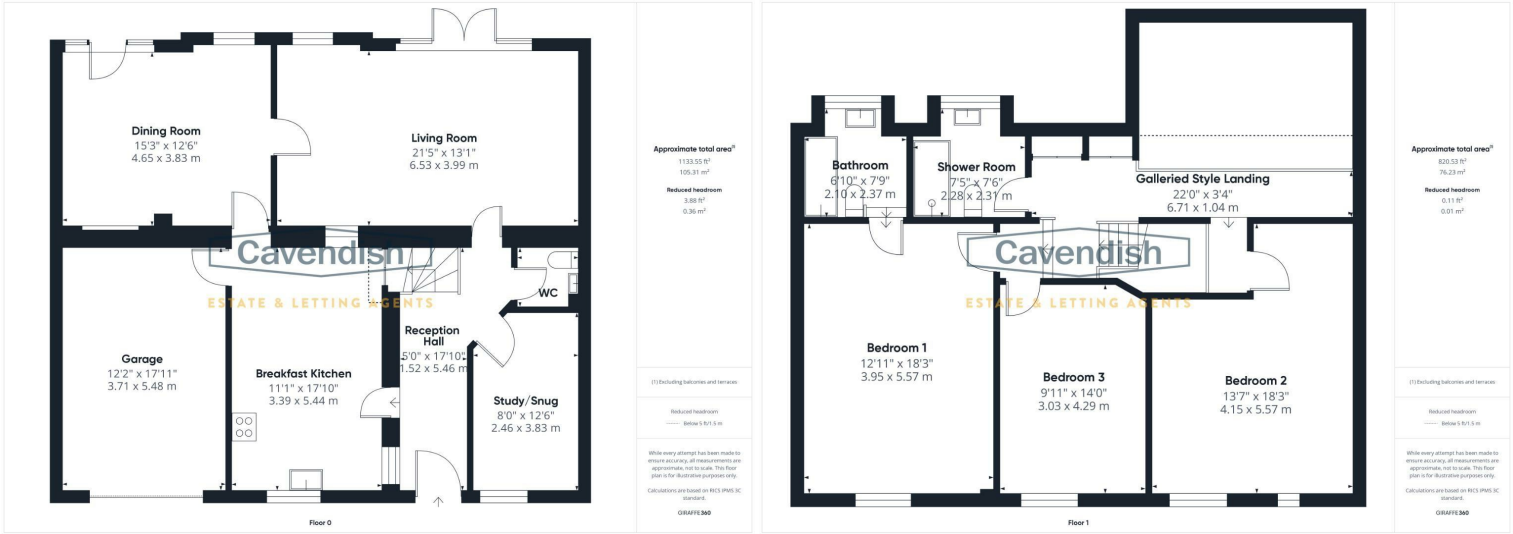 Dining Room
15'3" x 12'6"
4.65 x 3.83 m
Living Room
21'5" x 13'1"
6.53 x 3.99 m
Cavendish
ESTATE & LETTING AGENTS
WC
Garage
12'2" x 17'11"
3.71 x 5.48 m
Breakfast Kitchen
11'1" x 17'10"
3.39 x 5.44 m
Reception
Hall
5'0" x 17'10"
1.52 x 5.46 m
Study/Snug
8'0" x 12'6"
2.46 x 3.83 m
Floor 0
Approximate total area⁽¹⁾
1133.55 ft²
105.31 m²
Reduced headroom
3.88 ft²
0.36 m²
(1) Excluding balconies and terraces
Reduced headroom
Below 5 ft/1.5 m
While every attempt has been made to
ensure accuracy, all measurements are
approximate, not to scale. This floor
plan is for illustrative purposes only.
Calculations are based on RICS IPMS 3C
standard.
GIRAFFE360
Bathroom
6'10" x 7'9"
2.10 x 2.37 m
Shower Room
7'5" x 7'6"
2.28 x 2.31 m
Galleried Style Landing
22'0" x 3'4"
6.71 x 1.04 m
Cavendish
ESTATE & LETTING AGENTS
Bedroom 1
12'11" x 18'3"
3.95 x 5.57 m
Bedroom 3
9'11" x 14'0"
3.03 x 4.29 m
Bedroom 2
13'7" x 18'3"
4.15 x 5.57 m
Floor 1
Approximate total area⁽¹⁾
820.53 ft²
76.23 m²
Reduced headroom
0.11 ft²
0.01 m²
(1) Excluding balconies and terraces
Reduced headroom
Below 5 ft/1.5 m
While every attempt has been made to
ensure accuracy, all measurements are
approximate, not to scale. This floor
plan is for illustrative purposes only.
Calculations are based on RICS IPMS 3C
standard.
GIRAFFE360